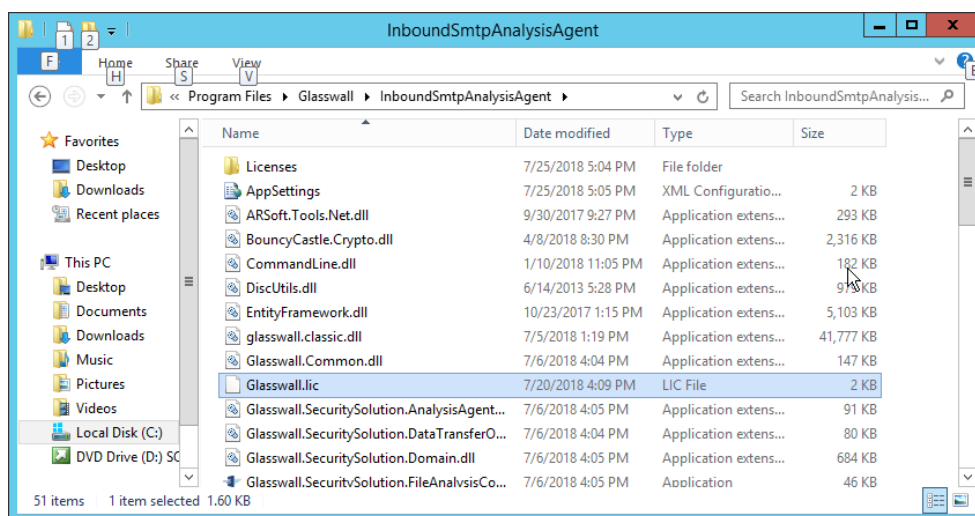 InboundSmtpAnalysisAgent
1 2
F Home Share View
H S V
« Program Files Glasswall InboundSmtpAnalysisAgent Search InboundSmtpAnalysis...
Name Date modified Type Size
Favorites
Desktop
Downloads
Recent places
This PC
Desktop
Documents
Downloads
Music
Pictures
Videos
Local Disk (C:)
DVD Drive (D:) SC
Licenses 7/25/2018 5:04 PM File folder
AppSettings 7/25/2018 5:05 PM XML Configuratio... 2 KB
ARSoft.Tools.Net.dll 9/30/2017 9:27 PM Application extens... 293 KB
BouncyCastle.Crypto.dll 4/8/2018 8:30 PM Application extens... 2,316 KB
CommandLine.dll 1/10/2018 11:05 PM Application extens... 182 KB
DiscUtils.dll 6/14/2013 5:28 PM Application extens... KB
EntityFramework.dll 10/23/2017 1:15 PM Application extens... 5,103 KB
glasswall.classic.dll 7/5/2018 1:19 PM Application extens... 41,777 KB
Glasswall.Common.dll 7/6/2018 4:04 PM Application extens... 147 KB
Glasswall.lic 7/20/2018 4:09 PM LIC File 2 KB
Glasswall.SecuritySolution.AnalysisAgent... 7/6/2018 4:05 PM Application extens... 91 KB
Glasswall.SecuritySolution.DataTransferO... 7/6/2018 4:04 PM Application extens... 80 KB
Glasswall.SecuritySolution.Domain.dll 7/6/2018 4:05 PM Application extens... 684 KB
Glasswall.SecuritySolution.FileAnalysisCo... 7/6/2018 4:05 PM Application 46 KB
51 items 1 item selected 1.60 KB